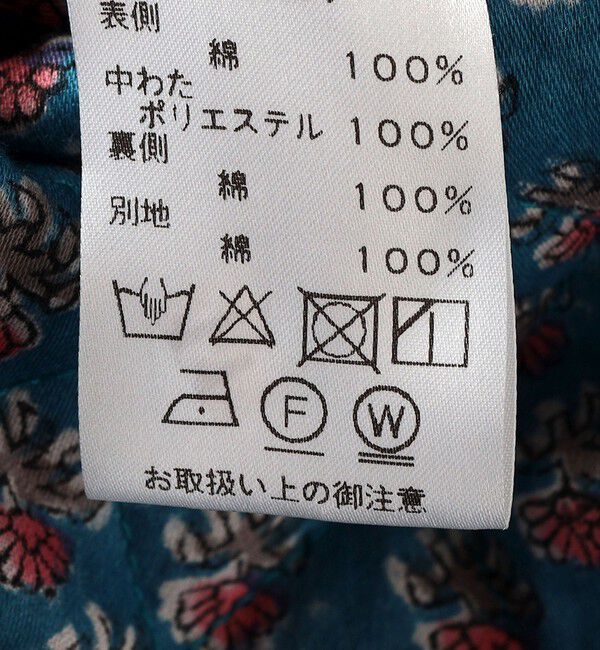 表側
綿 100%
中わた
ポリエステル 100%
裏側
綿 100%
別地
綿 100%
F W
お取扱い上の御注意